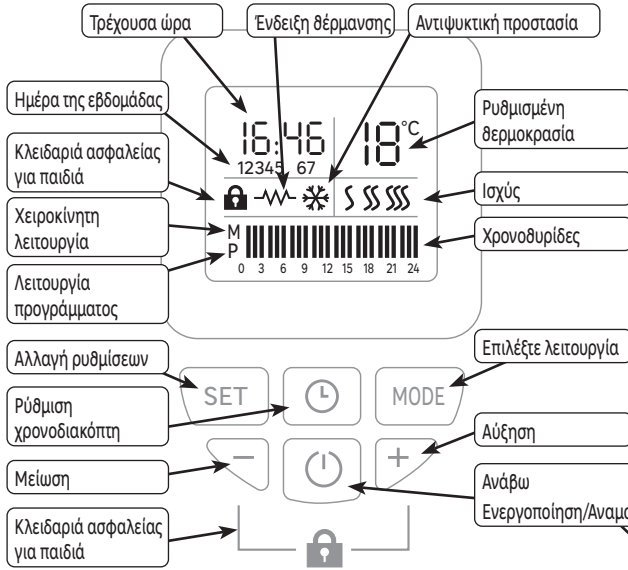 Τρέχουσα ώρα
Ένδειξη θέρμανσης
Αντιψυκτική προστασία
Ημέρα της εβδομάδας
Κλειδαριά ασφαλείας
για παιδιά
Χειροκίνητη
λειτουργία
Λειτουργία
προγράμματος
16:46
12345 67
18°C
M
P
0 3 6 9 12 15 18 21 24
Ρυθμισμένη
θερμοκρασία
Ισχύς
Χρονοθυρίδες
Αλλαγή ρυθμίσεων
Ρύθμιση
χρονοδιακόπτη
Μείωση
Κλειδαριά ασφαλείας
για παιδιά
SET
MODE
−
+
Επιλέξτε λειτουργία
Αύξηση
Ανάβω
Ενεργοποίηση/Αναμο